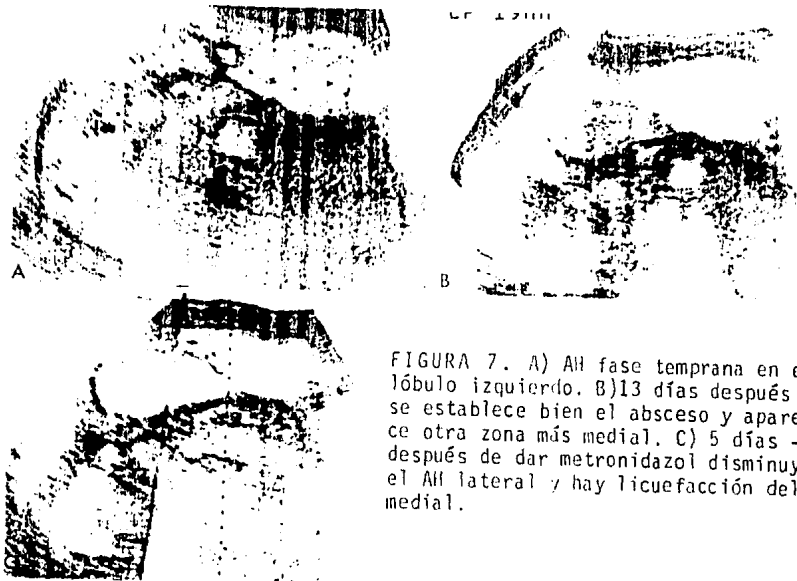 A
B
FIGURA 7. A) AH fase temprana en e
lóbulo izquierdo. B)13 días después
se establece bien el absceso y apare
ce otra zona más medial. C) 5 días -
después de dar metronidazol disminuy
el AH lateral y hay licuefacción del
medial.